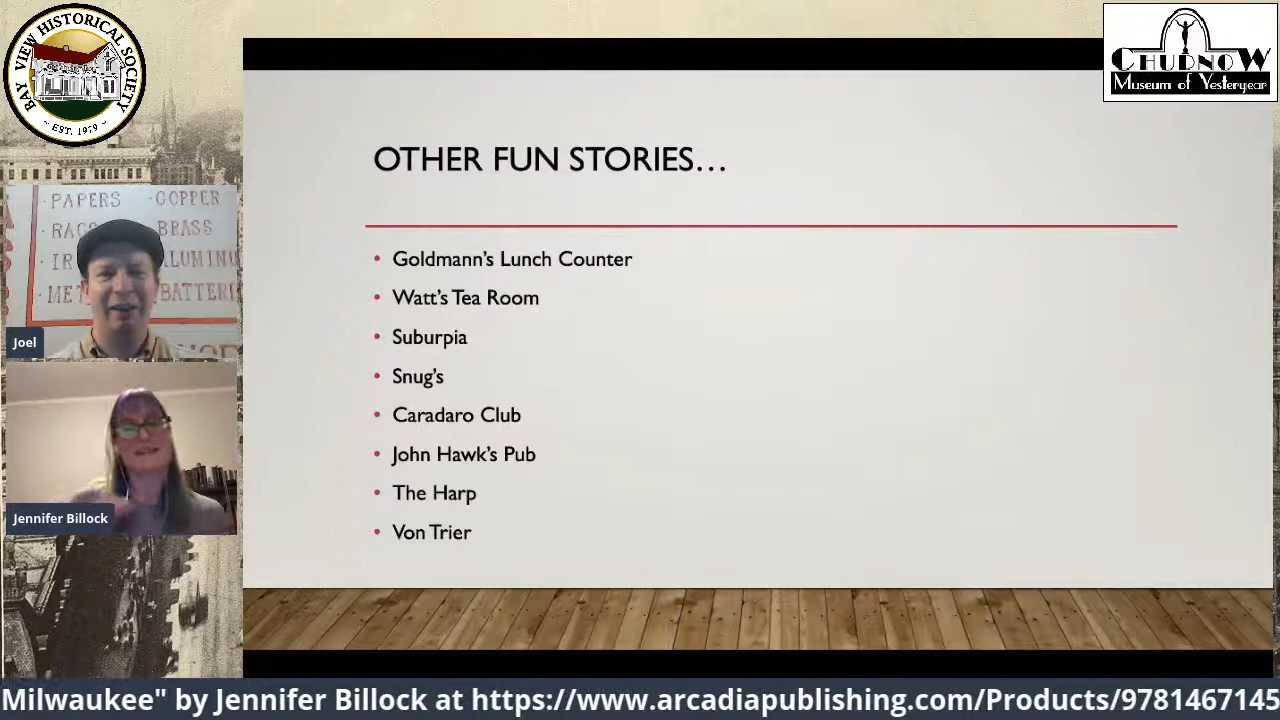 BAY VIEW HISTORICAL SOCIETY
~ EST. 1979 ~
CHUDNOW
Museum of Yesteryear
OTHER FUN STORIES…
• Goldmann's Lunch Counter
• Watt's Tea Room
• Suburpia
• Snug's
• Caradaro Club
• John Hawk's Pub
• The Harp
• Von Trier
· PAPERS · COPPER
BRASS
Joel
Jennifer Billock
Milwaukee" by Jennifer Billock at https://www.arcadiapublishing.com/Products/9781467145